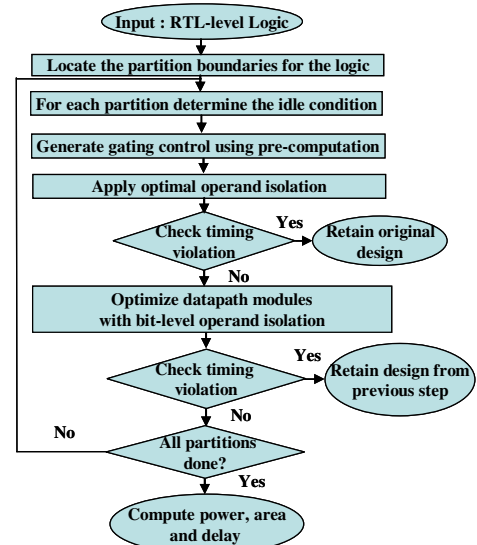 Input : RTL-level Logic
Locate the partition boundaries for the logic
For each partition determine the idle condition
Generate gating control using pre-computation
Apply optimal operand isolation
Check timing
violation
Yes
Retain original
design
No
Optimize datapath modules
with bit-level operand isolation
Check timing
violation
Yes
Retain design from
previous step
No
All partitions
done?
No
Yes
Compute power, area
and delay